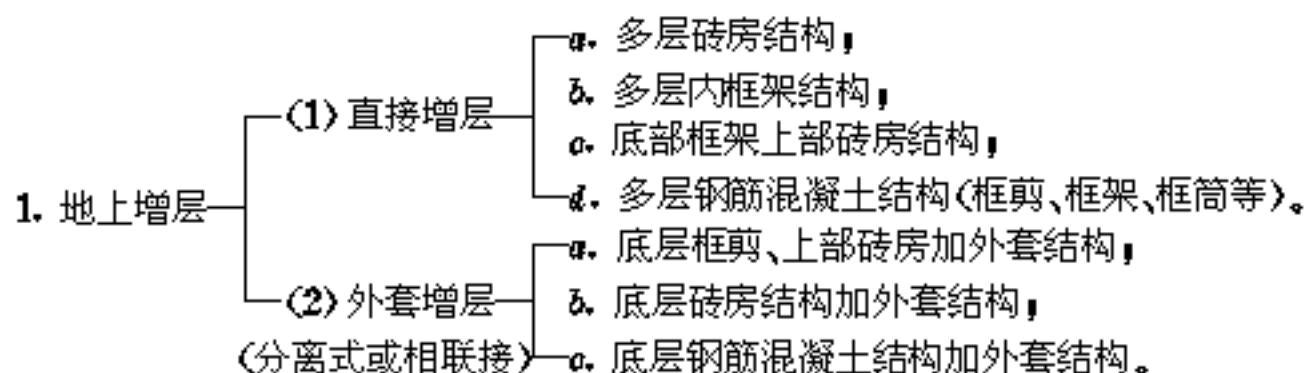 1. 地上增层
(1) 直接增层
a. 多层砖房结构;
b. 多层内框架结构;
c. 底部框架上部砖房结构;
d. 多层钢筋混凝土结构(框剪、框架、框筒等)。
(2) 外套增层
(分离式或相联接)
a. 底层框剪、上部砖房加外套结构;
b. 底层砖房结构加外套结构;
c. 底层钢筋混凝土结构加外套结构。